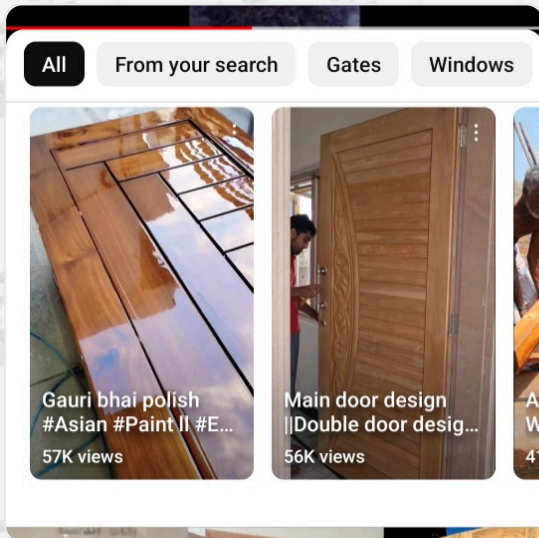 All
From your search
Gates
Windows
Gauri bhai polish
#Asian #Paint ll #E...
57K views
Main door design
||Double door desig...
56K views
A
W
41